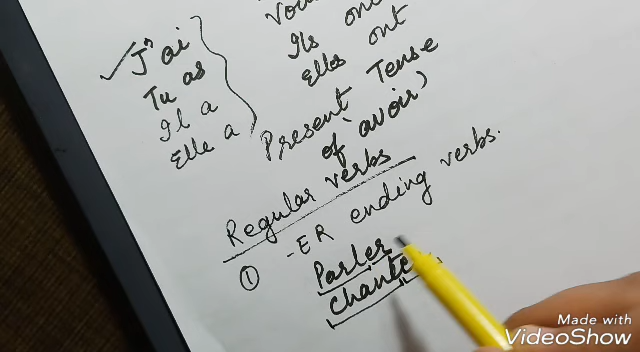 ✓ J'ai
Tu as
Il a
Elle a
Ils ont
Elles ont
Present Tense
of 'avoir)
Regular verbs
① -ER ending verbs.
Parler
Chante
Made with
VideoShow